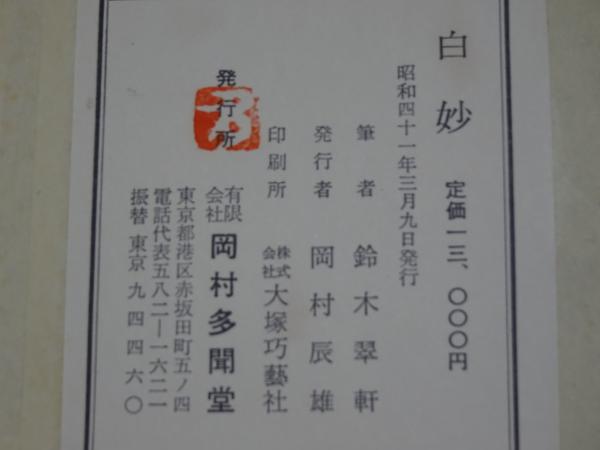 白妙　定価一三、〇〇〇円
昭和四十一年三月九日発行
筆者　鈴木翠軒
発行者　岡村辰雄
印刷所　株式会社大塚巧藝社
発行所　有限会社岡村多聞堂
東京都港区赤坂田町五ノ四
電話代表五八二―一六二一
振替東京九四四六〇